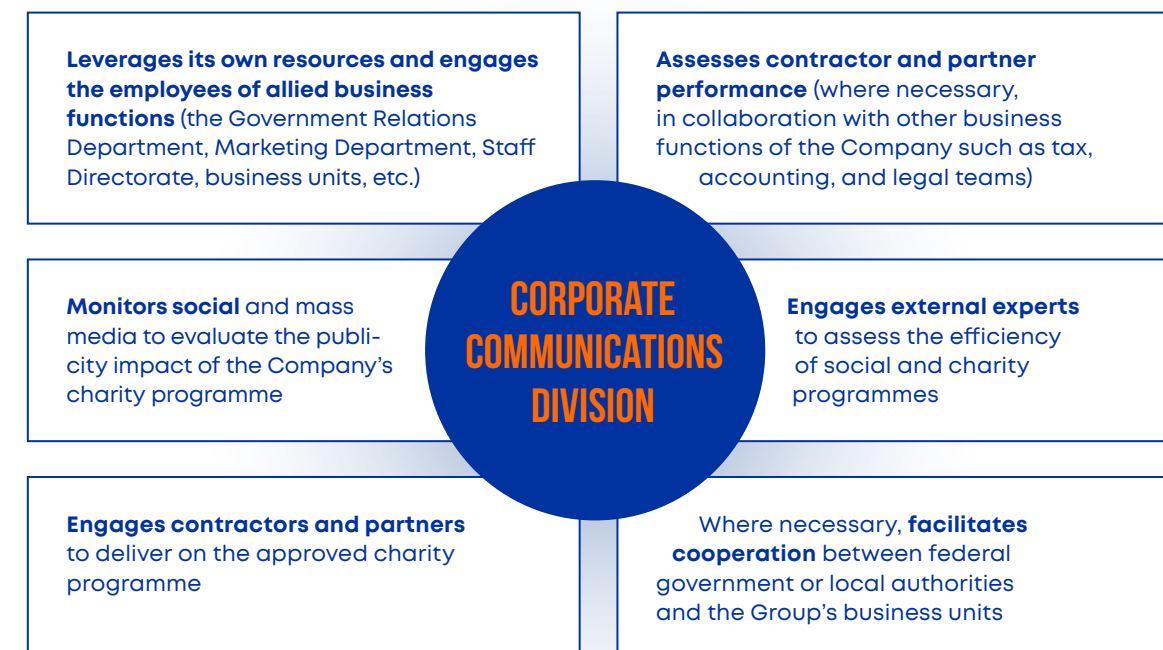 Leverages its own resources and engages
the employees of allied business
functions (the Government Relations
Department, Marketing Department, Staff
Directorate, business units, etc.)
Assesses contractor and partner
performance (where necessary,
in collaboration with other business
functions of the Company such as tax,
accounting, and legal teams)
Monitors social and mass
media to evaluate the publi-
city impact of the Company's
charity programme
CORPORATE
COMMUNICATIONS
DIVISION
Engages external experts
to assess the efficiency
of social and charity
programmes
Engages contractors and partners
to deliver on the approved charity
programme
Where necessary, facilitates
cooperation between federal
government or local authorities
and the Group's business units